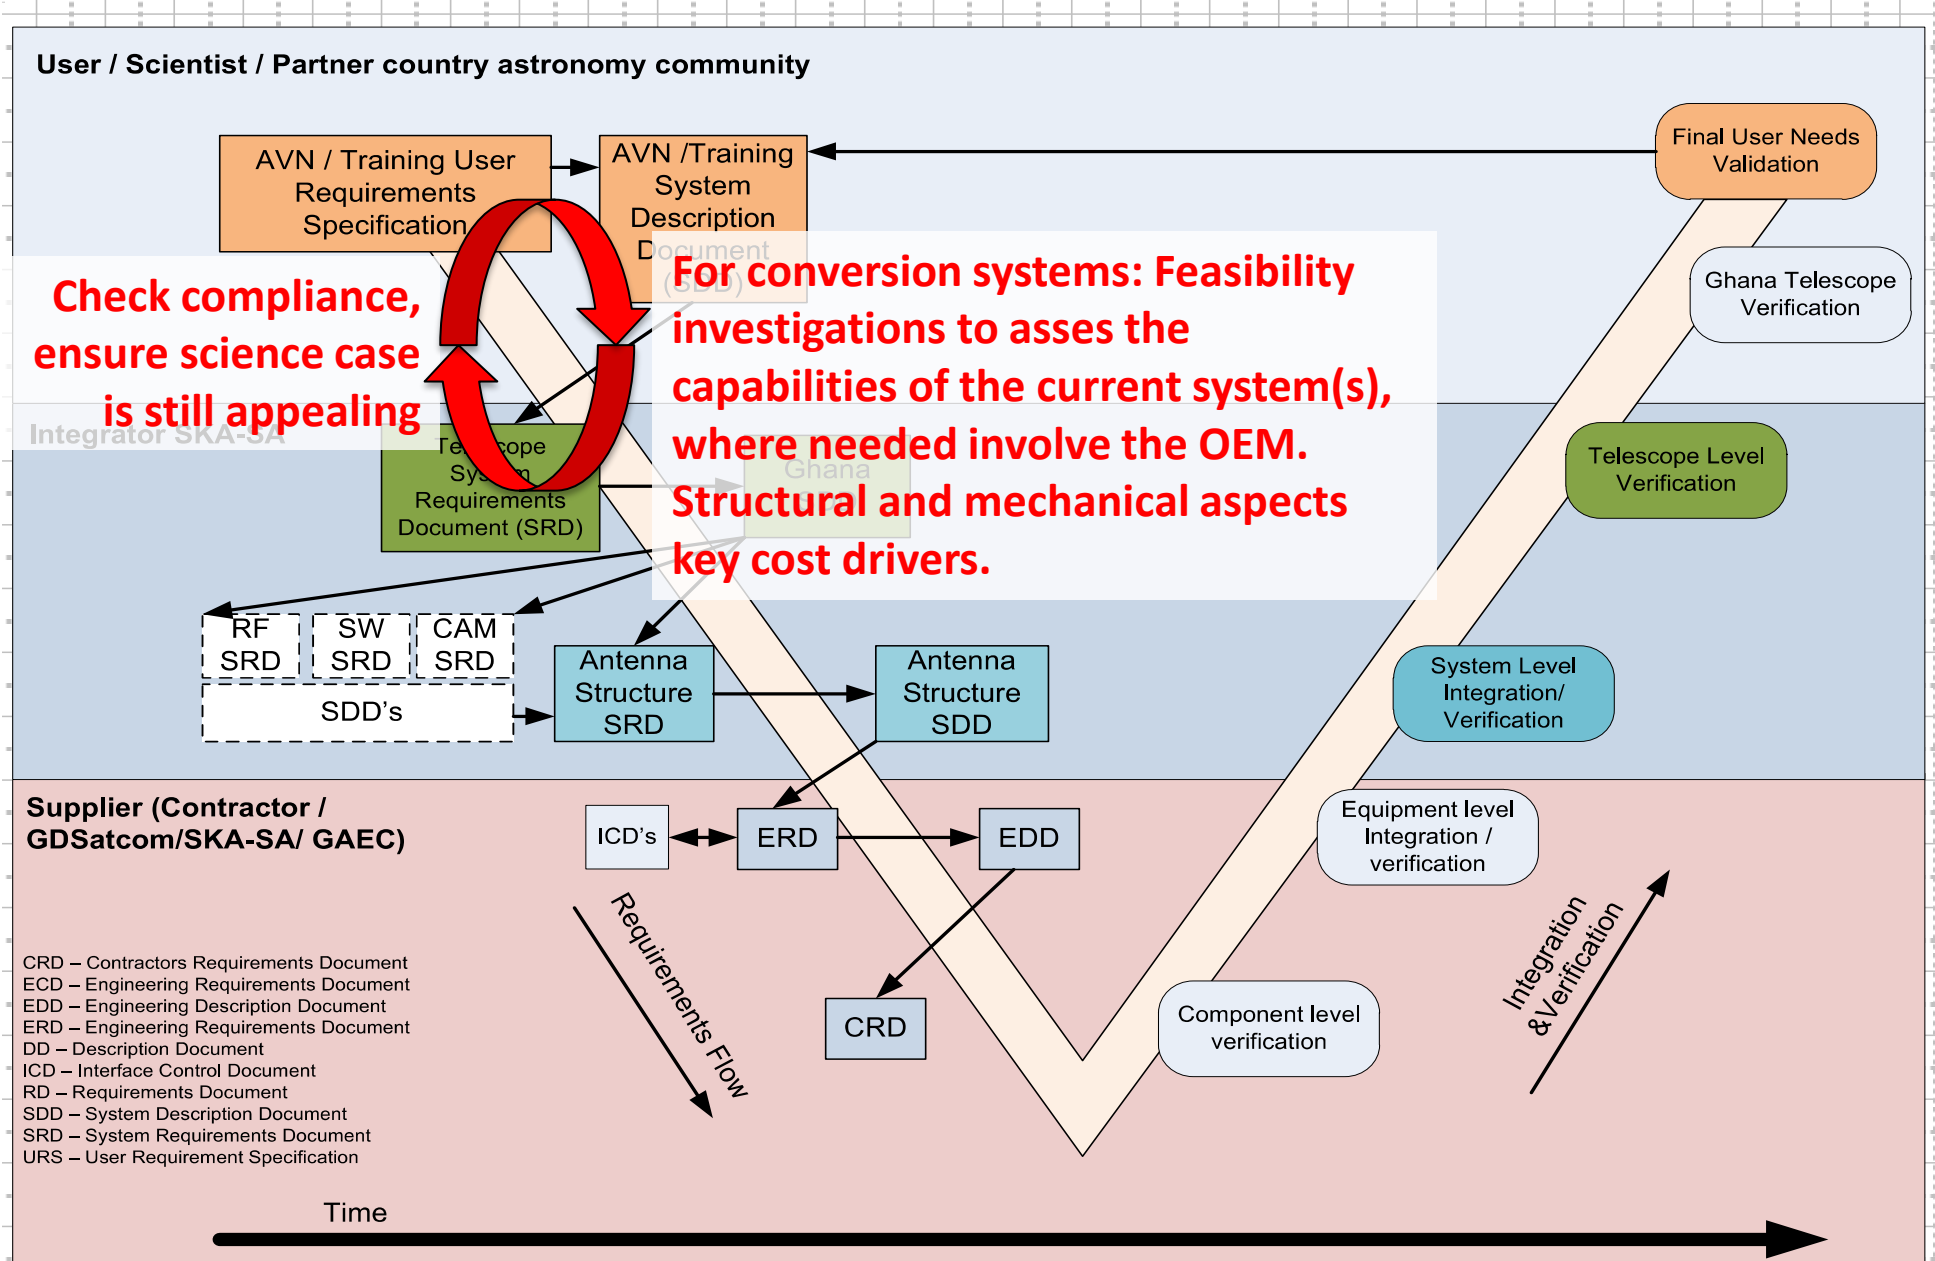 User / Scientist / Partner country astronomy community
AVN / Training User
Requirements
Specification
AVN /Training
System
Description
Document
(SDD)
Final User Needs
Validation
Ghana Telescope
Verification
Check compliance,
ensure science case
is still appealing
For conversion systems: Feasibility
investigations to asses the
capabilities of the current system(s),
where needed involve the OEM.
Structural and mechanical aspects
key cost drivers.
Integrator SKA-SA
Telescope
System
Requirements
Document (SRD)
Ghana
Telescope Level
Verification
RF
SRD
SW
SRD
CAM
SRD
SDD's
Antenna
Structure
SRD
Antenna
Structure
SDD
System Level
Integration/
Verification
Supplier (Contractor /
GDSatcom/SKA-SA/ GAEC)
ICD's
ERD
EDD
Equipment level
Integration /
verification
Requirements Flow
CRD
Component level
verification
Integration
&Verification
CRD – Contractors Requirements Document
ECD – Engineering Requirements Document
EDD – Engineering Description Document
ERD – Engineering Requirements Document
DD – Description Document
ICD – Interface Control Document
RD – Requirements Document
SDD – System Description Document
SRD – System Requirements Document
URS – User Requirement Specification
Time